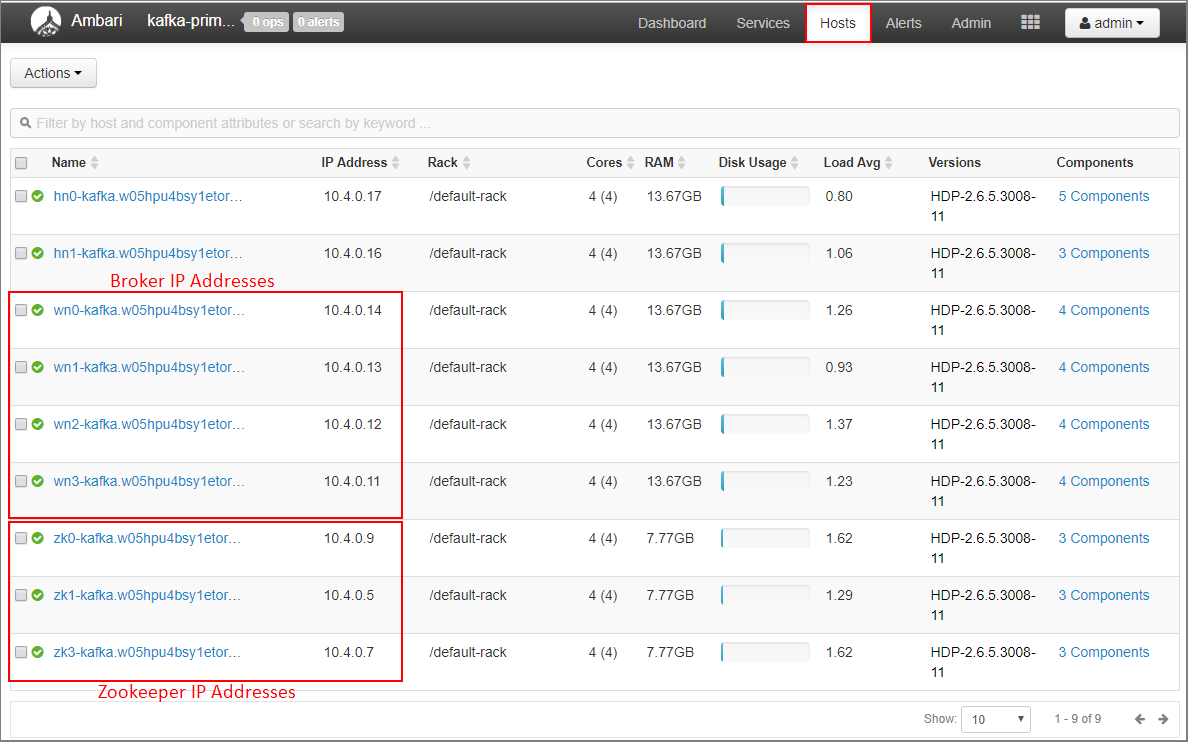 Ambari kafka-prim... 0 ops 0 alerts Dashboard Services Hosts Alerts Admin admin
Actions
Filter by host and component attributes or search by keyword ...
Name IP Address Rack Cores RAM Disk Usage Load Avg Versions Components
hn0-kafka.w05hpu4bsy1etor... 10.4.0.17 /default-rack 4 (4) 13.67GB 0.80 HDP-2.6.5.3008- 5 Components
11
hn1-kafka.w05hpu4bsy1etor... 10.4.0.16 /default-rack 4 (4) 13.67GB 1.06 HDP-2.6.5.3008- 3 Components
11
Broker IP Addresses
wn0-kafka.w05hpu4bsy1etor... 10.4.0.14 /default-rack 4 (4) 13.67GB 1.26 HDP-2.6.5.3008- 4 Components
11
wn1-kafka.w05hpu4bsy1etor... 10.4.0.13 /default-rack 4 (4) 13.67GB 0.93 HDP-2.6.5.3008- 4 Components
11
wn2-kafka.w05hpu4bsy1etor... 10.4.0.12 /default-rack 4 (4) 13.67GB 1.37 HDP-2.6.5.3008- 4 Components
11
wn3-kafka.w05hpu4bsy1etor... 10.4.0.11 /default-rack 4 (4) 13.67GB 1.23 HDP-2.6.5.3008- 4 Components
11
zk0-kafka.w05hpu4bsy1etor... 10.4.0.9 /default-rack 4 (4) 7.77GB 1.62 HDP-2.6.5.3008- 3 Components
11
zk1-kafka.w05hpu4bsy1etor... 10.4.0.5 /default-rack 4 (4) 7.77GB 1.29 HDP-2.6.5.3008- 3 Components
11
zk3-kafka.w05hpu4bsy1etor... 10.4.0.7 /default-rack 4 (4) 7.77GB 1.62 HDP-2.6.5.3008- 3 Components
11
Zookeeper IP Addresses
Show: 10 1 - 9 of 9